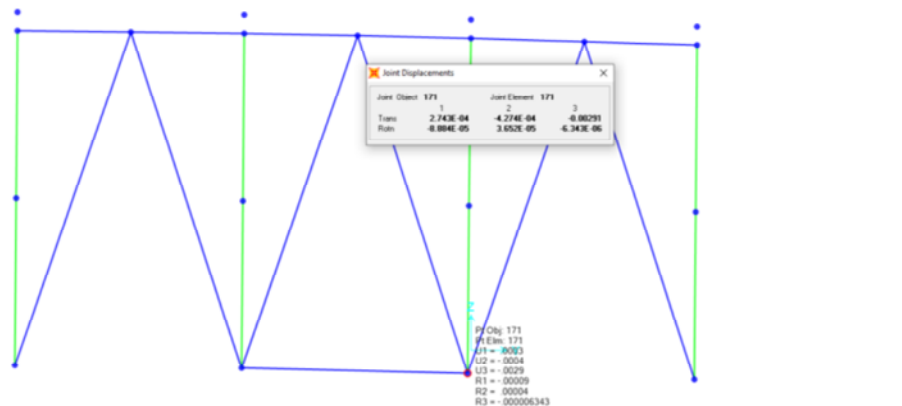 Joint Displacements
Joint Object 171 Joint Element 171
1 2 3
Trans 2.743E-04 -4.274E-04 -0.00291
Rotn -8.804E-05 3.652E-05 -6.343E-06
Pt Obj: 171
Pt Elm: 171
U1 = .0003
U2 = -.0004
U3 = -.0029
R1 = -.00009
R2 = .00004
R3 = -.000006343